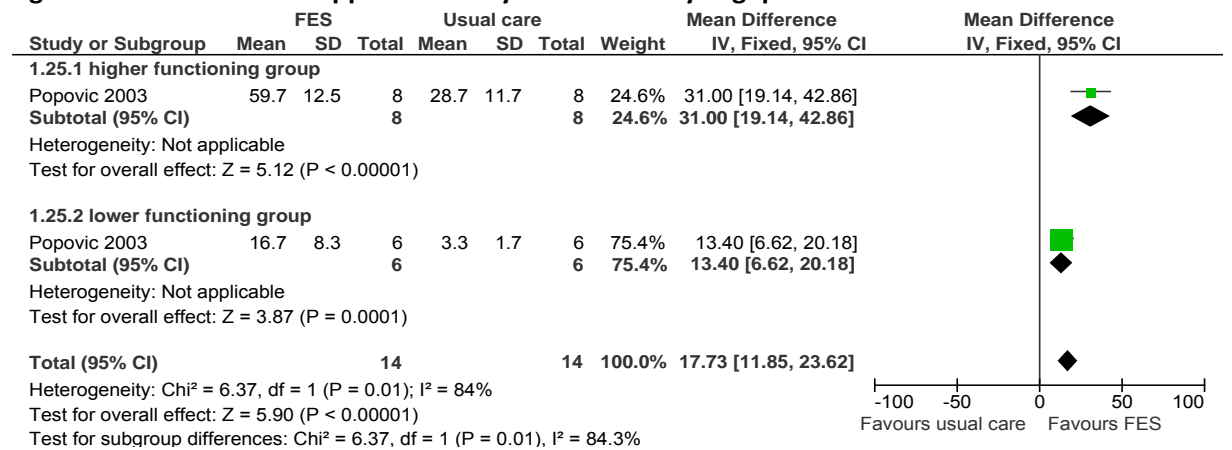 FES Usual care Mean Difference Mean Difference
Study or Subgroup Mean SD Total Mean SD Total Weight IV, Fixed, 95% CI IV, Fixed, 95% CI
1.25.1 higher functioning group
Popovic 2003 59.7 12.5 8 28.7 11.7 8 24.6% 31.00 [19.14, 42.86]
Subtotal (95% CI) 8 8 24.6% 31.00 [19.14, 42.86]
Heterogeneity: Not applicable
Test for overall effect: Z = 5.12 (P < 0.00001)
1.25.2 lower functioning group
Popovic 2003 16.7 8.3 6 3.3 1.7 6 75.4% 13.40 [6.62, 20.18]
Subtotal (95% CI) 6 6 75.4% 13.40 [6.62, 20.18]
Heterogeneity: Not applicable
Test for overall effect: Z = 3.87 (P = 0.0001)
Total (95% CI) 14 14 100.0% 17.73 [11.85, 23.62]
Heterogeneity: Chi² = 6.37, df = 1 (P = 0.01); I² = 84%
Test for overall effect: Z = 5.90 (P < 0.00001)
Test for subgroup differences: Chi² = 6.37, df = 1 (P = 0.01), I² = 84.3%
-100 -50 0 50 100
Favours usual care Favours FES